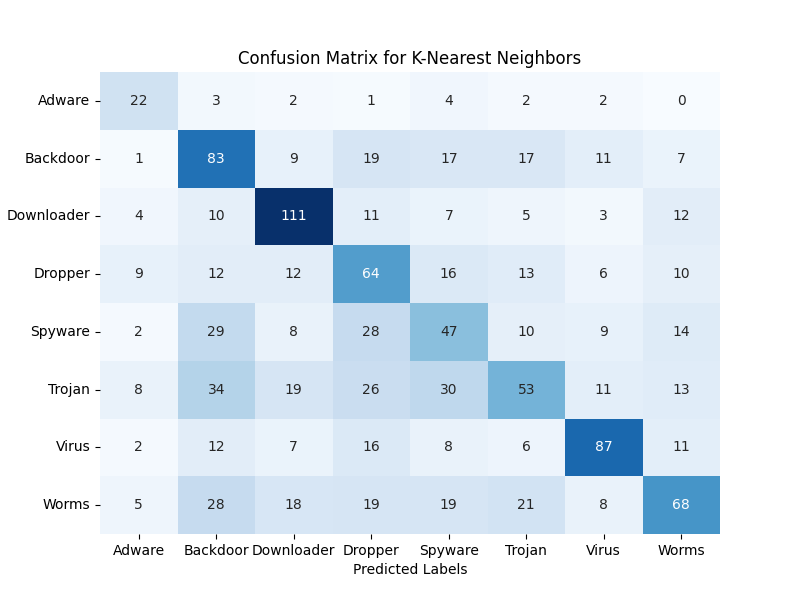 Confusion Matrix for K-Nearest Neighbors
Adware 22 3 2 1 4 2 2 0
Backdoor 1 83 9 19 17 17 11 7
Downloader 4 10 111 11 7 5 3 12
Dropper 9 12 12 64 16 13 6 10
Spyware 2 29 8 28 47 10 9 14
Trojan 8 34 19 26 30 53 11 13
Virus 2 12 7 16 8 6 87 11
Worms 5 28 18 19 19 21 8 68
Adware Backdoor Downloader Dropper Spyware Trojan Virus Worms
Predicted Labels